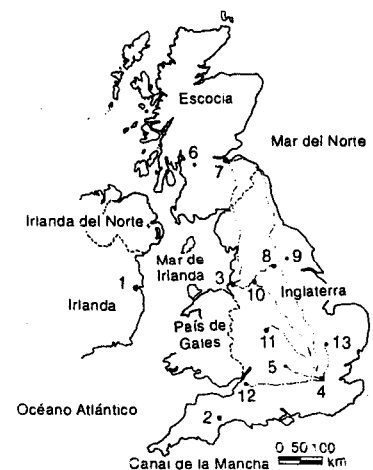 Escocia
Mar del Norte
6
7
Irlanda del Norte
Mar de
Irlanda
8
9
1
3
10
Inglaterra
Irlanda
País de
Gales
11
13
5
12
4
Océano Atlántico
2
0 50 100
km
Canal de la Mancha